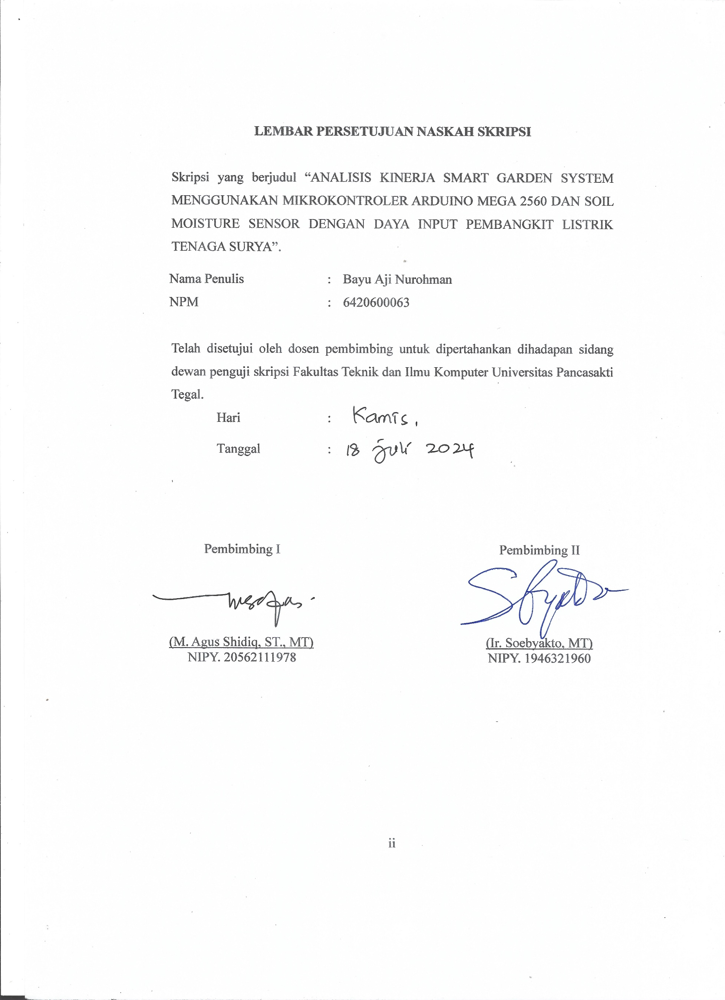 LEMBAR PERSETUJUAN NASKAH SKRIPSI
Skripsi yang berjudul “ANALISIS KINERJA SMART GARDEN SYSTEM
MENGGUNAKAN MIKROKONTROLER ARDUINO MEGA 2560 DAN SOIL
MOISTURE SENSOR DENGAN DAYA INPUT PEMBANGKIT LISTRIK
TENAGA SURYA”.
Nama Penulis : Bayu Aji Nurohman
NPM : 6420600063
Telah disetujui oleh dosen pembimbing untuk dipertahankan dihadapan sidang
dewan penguji skripsi Fakultas Teknik dan Ilmu Komputer Universitas Pancasakti
Tegal.
Hari : Kamis,
Tanggal : 18 juli 2024
Pembimbing I Pembimbing II
(M. Agus Shidiq, ST., MT) (Ir. Soebyakto, MT)
NIPY. 20562111978 NIPY. 1946321960
ii